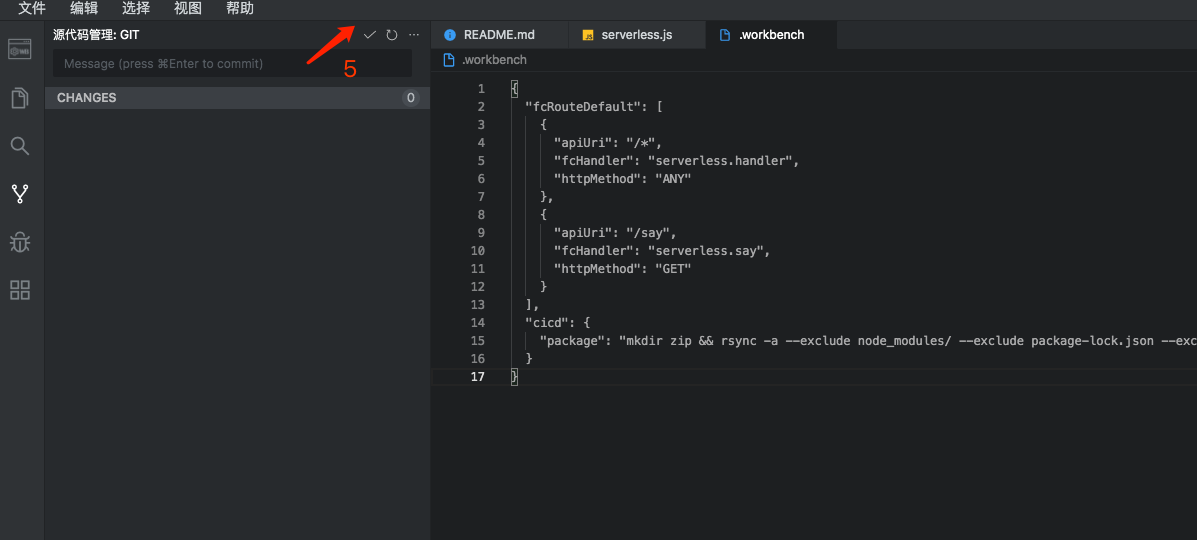 文件 编辑 选择 视图 帮助
源代码管理: GIT
5
Message (press ⌘Enter to commit)
CHANGES 0
README.md serverless.js .workbench
.workbench
1 {
2 "fcRouteDefault": [
3 {
4 "apiUri": "/*",
5 "fcHandler": "serverless.handler",
6 "httpMethod": "ANY"
7 },
8 {
9 "apiUri": "/say",
10 "fcHandler": "serverless.say",
11 "httpMethod": "GET"
12 }
13 ],
14 "cicd": {
15 "package": "mkdir zip && rsync -a --exclude node_modules/ --exclude package-lock.json --exc
16 }
17 }